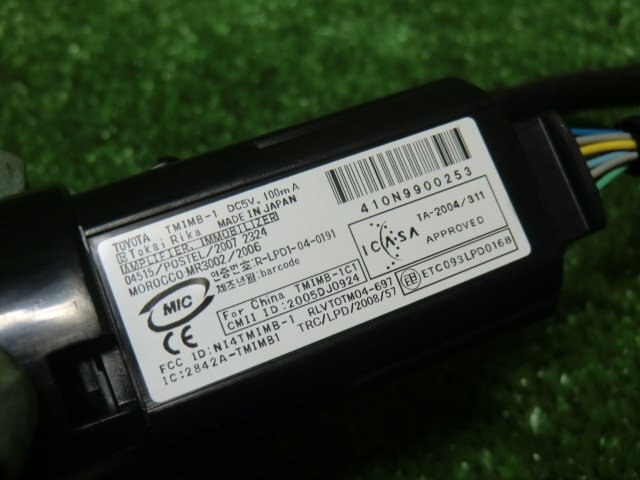 TOYOTA TMIMB-1 DC5V, 100mA
(RTokai Rika MADE IN JAPAN
(AMPLIFIER, IMMOBILIZER)
04515/POSTEL/2007 2324
MOROCCO:MR3002/2006
인증번호:R-LPD1-04-0191
제조년월:barcode
MIC
For China TMIMB-1C1
CMII ID:2005DJ0924
CE
FCC ID:NI4TMIMB-1 RLVTOTM04-697
IC:2842A-TMIMB1 TRC/LPD/2008/57
410N9900253
ICASA
TA-2004/311
APPROVED
ETC093LPD0168